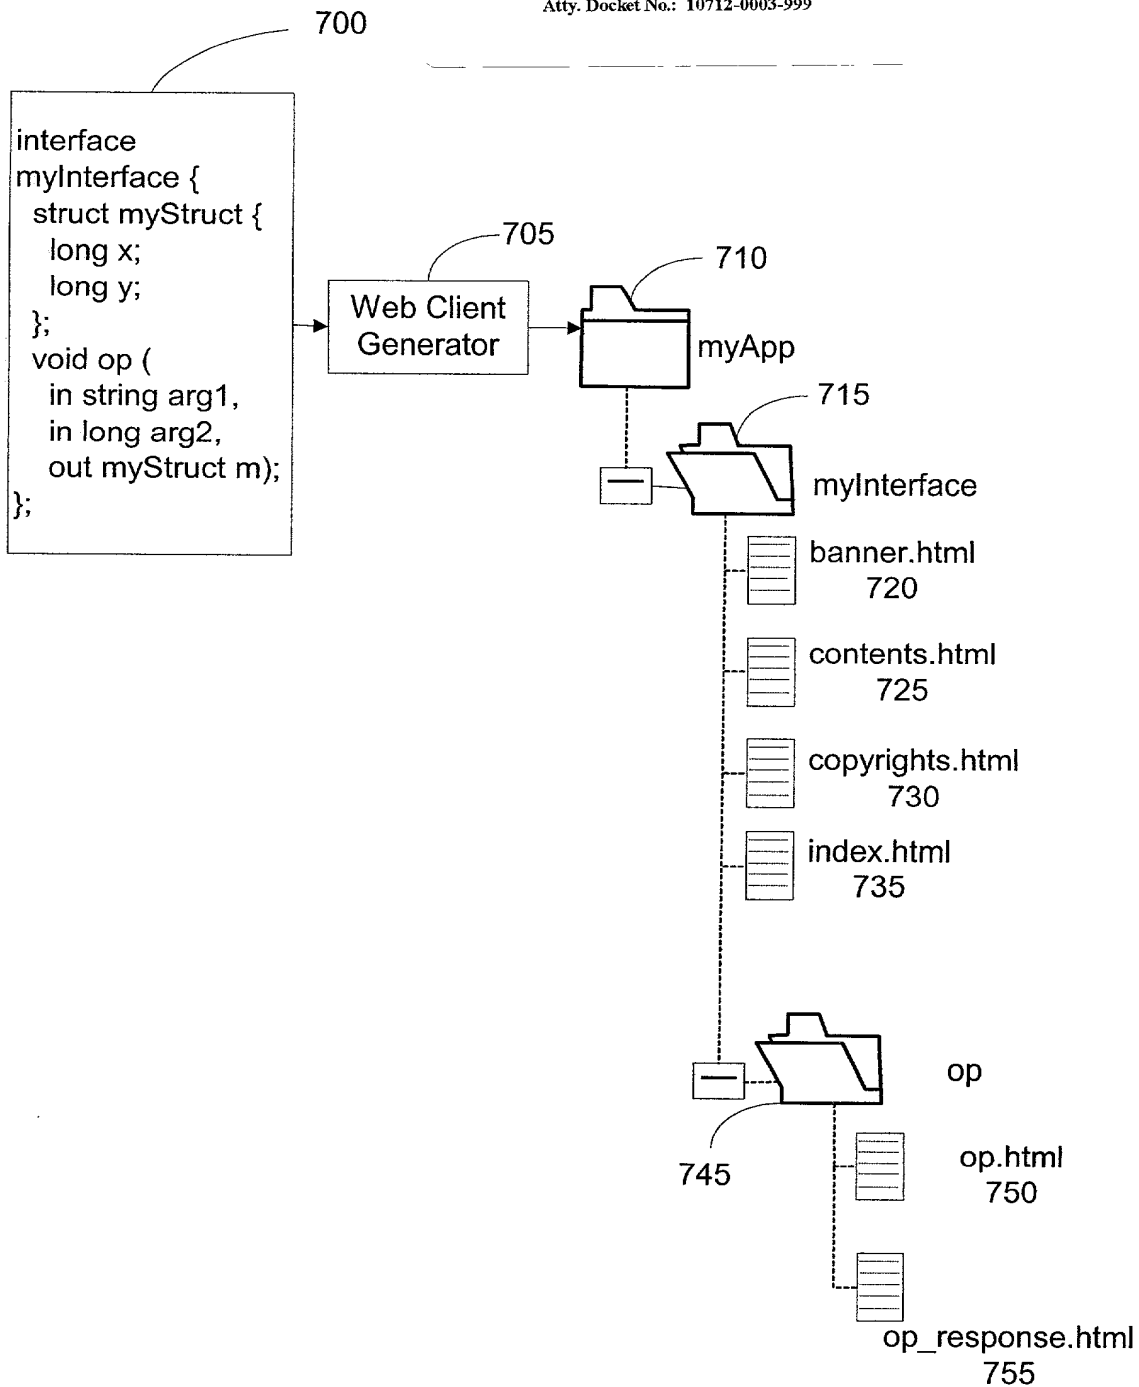 Atty. Docket No.: 10712-0003-999
700
interface
myInterface {
struct myStruct {
long x;
long y;
};
void op (
in string arg1,
in long arg2,
out myStruct m);
};
705
Web Client
Generator
710
myApp
715
myInterface
banner.html
720
contents.html
725
copyrights.html
730
index.html
735
op
745
op.html
750
op_response.html
755